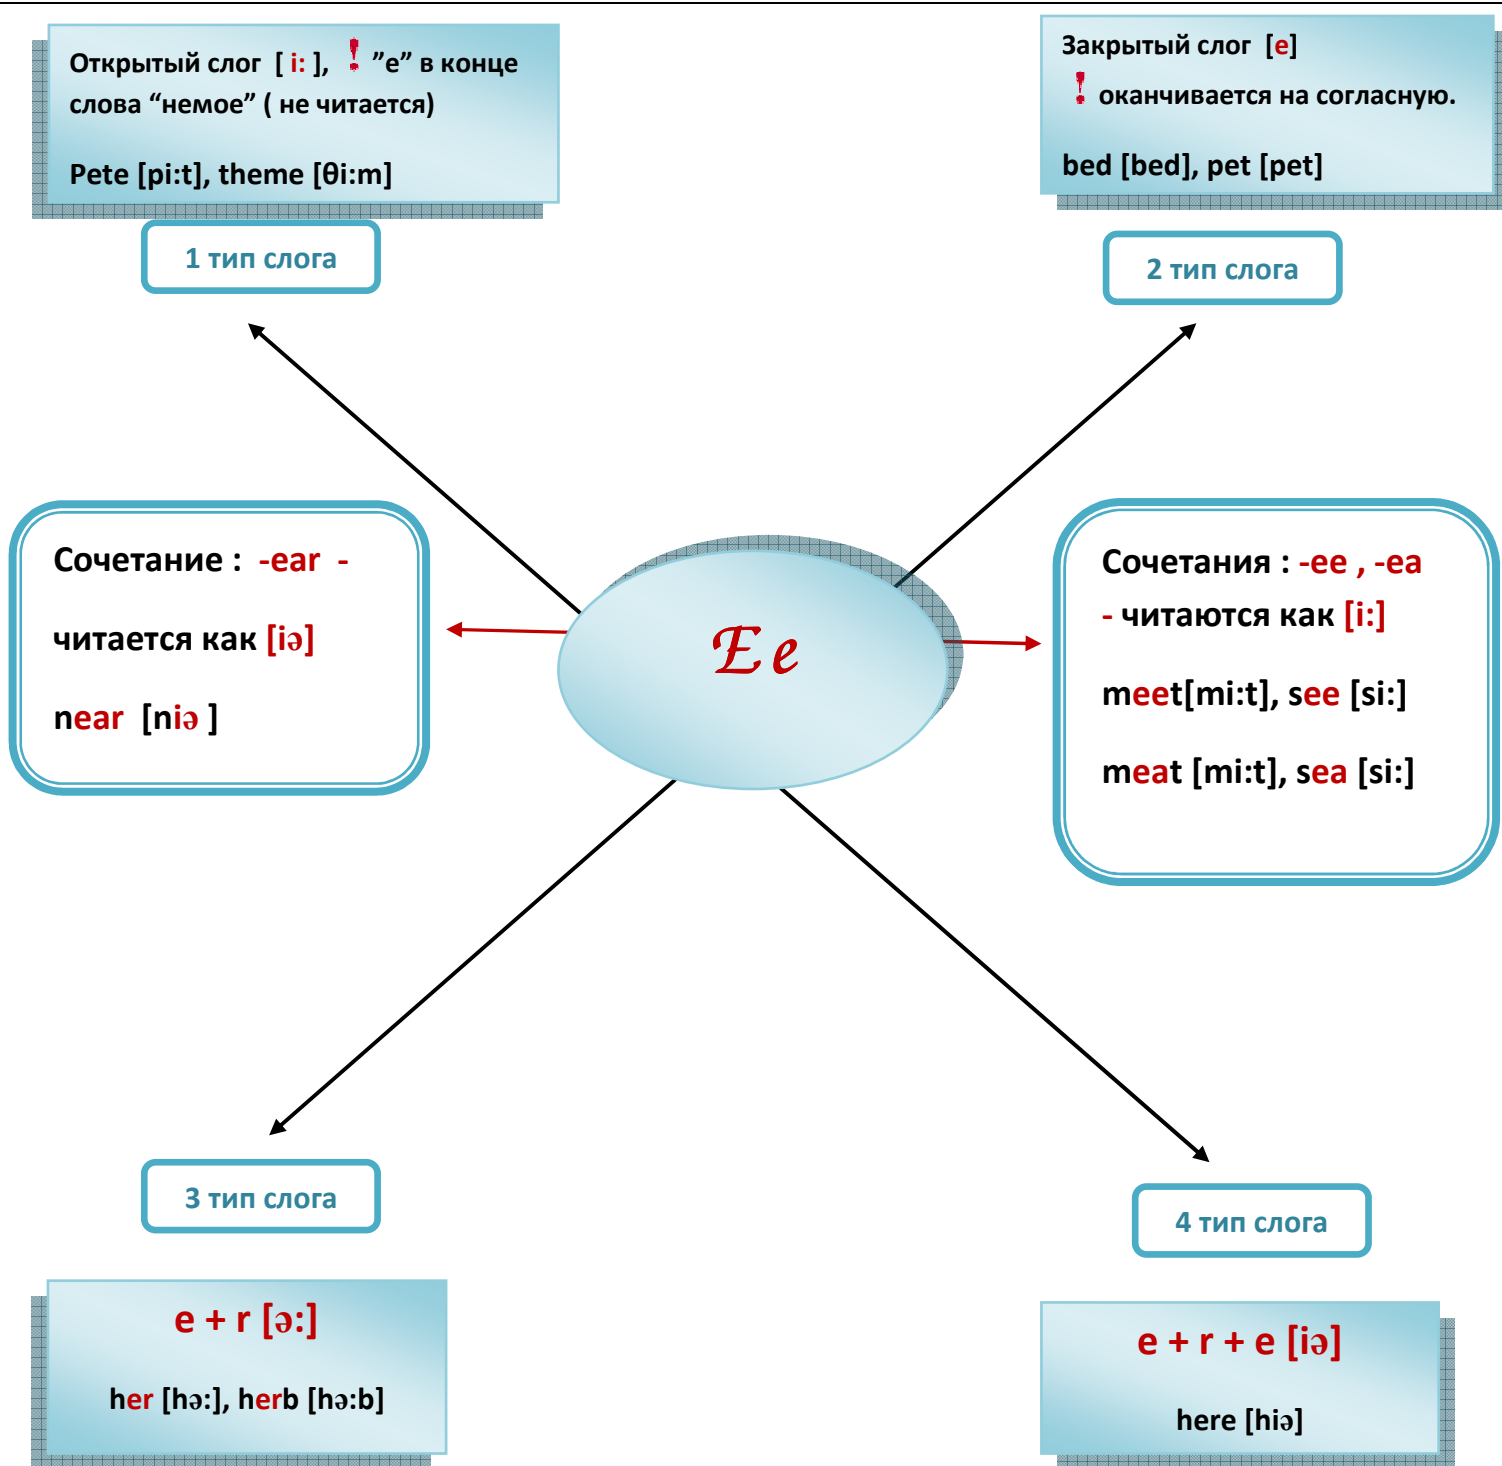 Открытый слог [ i: ], ! ”е” в конце
слова “немое” ( не читается)
Pete [pi:t], theme [θi:m]
1 тип слога
Закрытый слог [e]
! оканчивается на согласную.
bed [bed], pet [pet]
2 тип слога
Сочетание : -ear -
читается как [iə]
near [niə ]
Ee
Сочетания : -ee , -ea
- читаются как [i:]
meet[mi:t], see [si:]
meat [mi:t], sea [si:]
3 тип слога
e + r [ə:]
her [hə:], herb [hə:b]
4 тип слога
e + r + e [iə]
here [hiə]